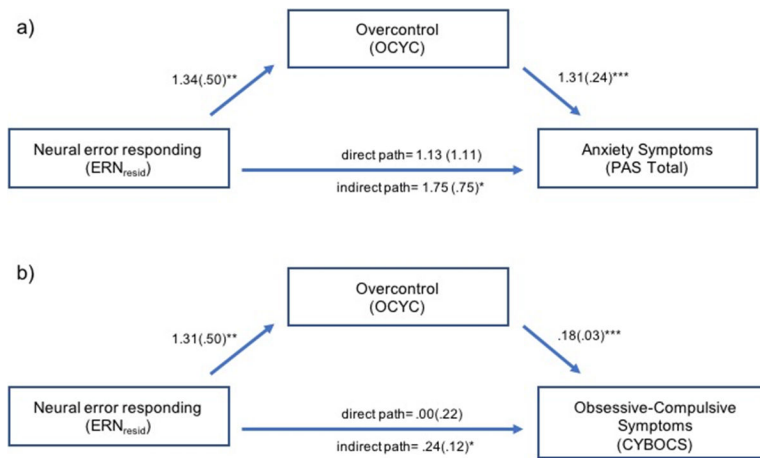 a)
Overcontrol
(OCYC)
1.34(.50)**
1.31(.24)***
Neural error responding
(ERNresid)
direct path= 1.13 (1.11)
indirect path= 1.75 (.75)*
Anxiety Symptoms
(PAS Total)
b)
Overcontrol
(OCYC)
1.31(.50)**
.18(.03)***
Neural error responding
(ERNresid)
direct path= .00(.22)
indirect path= .24(.12)*
Obsessive-Compulsive
Symptoms
(CYBOCS)